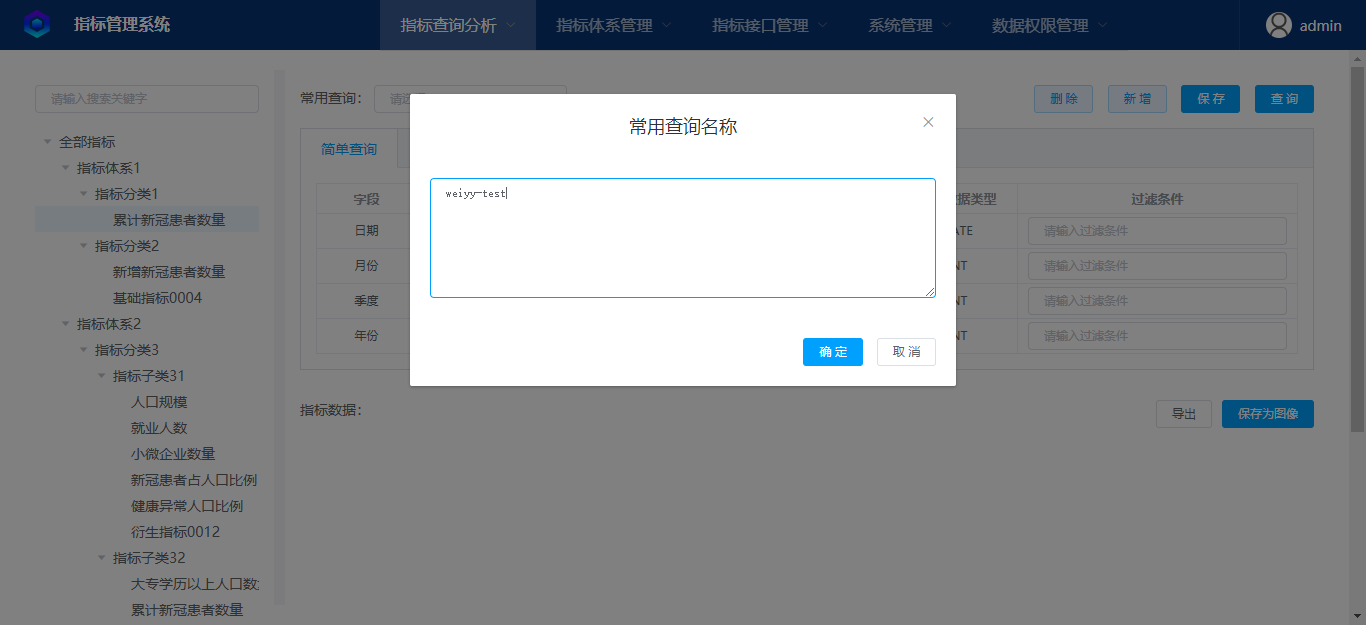 指标管理系统
指标查询分析
指标体系管理
指标接口管理
系统管理
数据权限管理
admin
请输入搜索关键字
全部指标
指标体系1
指标分类1
累计新冠患者数量
指标分类2
新增新冠患者数量
基础指标0004
指标体系2
指标分类3
指标子类31
人口规模
就业人数
小微企业数量
新冠患者占人口比例
健康异常人口比例
衍生指标0012
指标子类32
大专学历以上人口数
累计新冠患者数量
常用查询：
删除
新增
保存
查询
简单查询
字段
据类型
过滤条件
日期
ATE
请输入过滤条件
月份
NT
请输入过滤条件
季度
NT
请输入过滤条件
年份
NT
请输入过滤条件
常用查询名称
weiyy-test
确定
取消
指标数据：
导出
保存为图像